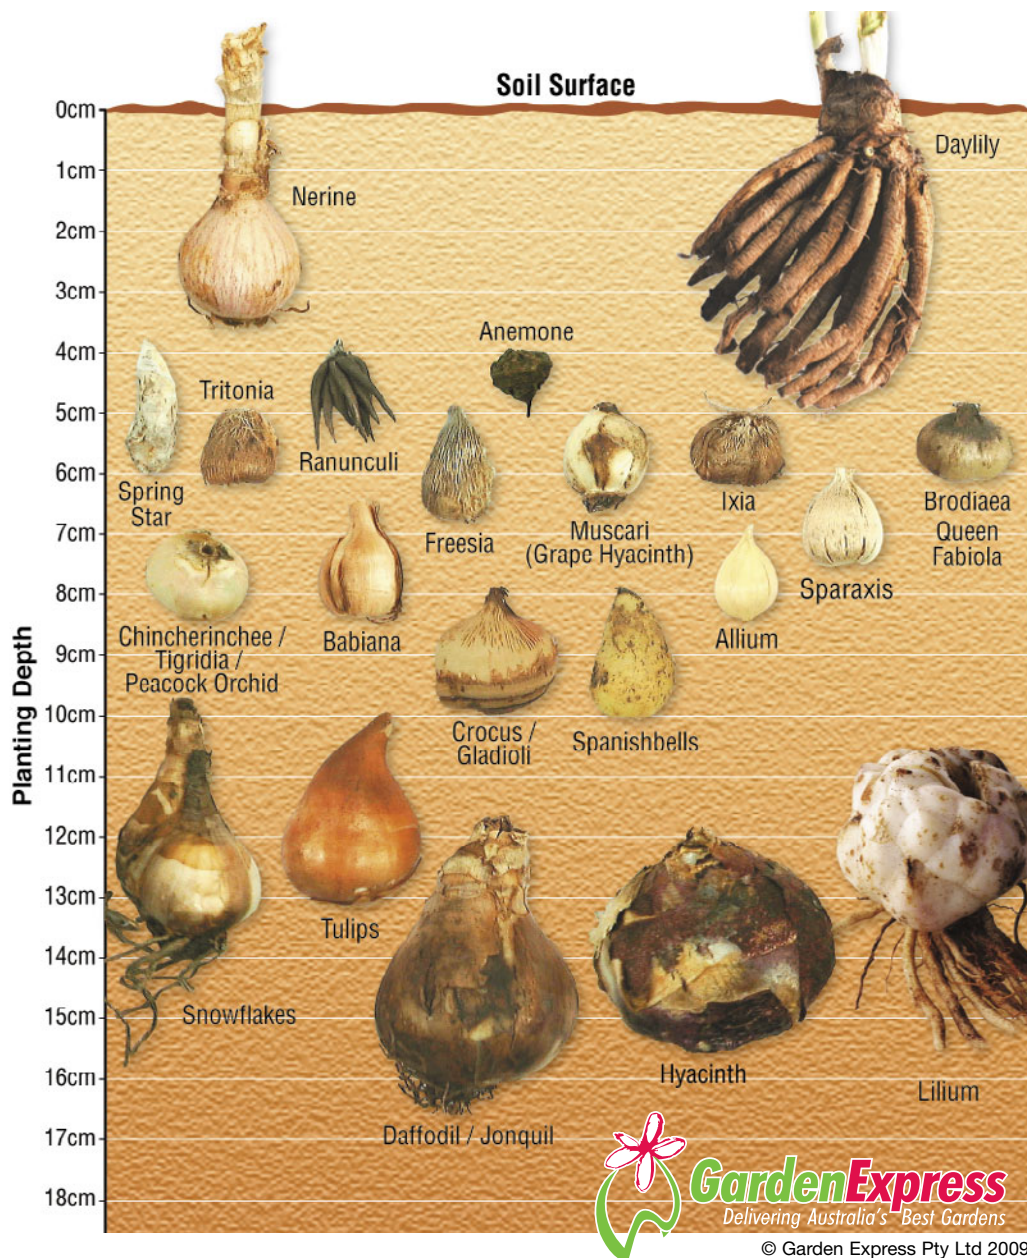 Soil Surface
0cm
Daylily
1cm
Nerine
2cm
3cm
Anemone
4cm
Tritonia
5cm
Ranunculi
6cm
Spring
Star
Ixia
Brodiaea
Queen
Fabiola
7cm
Freesia
Muscari
(Grape Hyacinth)
8cm
Sparaxis
Chincherinchee /
Tigridia /
Peacock Orchid
Babiana
Allium
9cm
Planting Depth
10cm
Crocus /
Gladioli
Spanishbells
11cm
12cm
13cm
Tulips
14cm
15cm
Snowflakes
16cm
Hyacinth
Lilium
17cm
Daffodil / Jonquil
18cm
GardenExpress
Delivering Australia's Best Gardens
© Garden Express Pty Ltd 2009